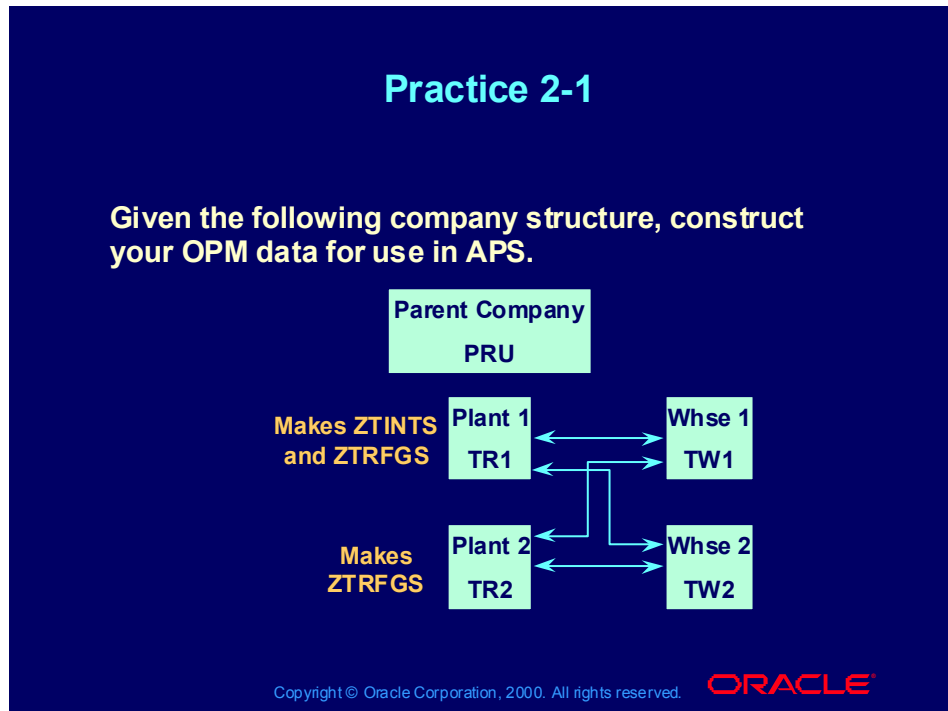 Practice 2-1
Given the following company structure, construct
your OPM data for use in APS.
Parent Company
PRU
Makes ZTINTS
and ZTRFGS
Plant 1
TR1
Whse 1
TW1
Makes
ZTRFGS
Plant 2
TR2
Whse 2
TW2
Copyright © Oracle Corporation, 2000. All rights reserved.
ORACLE®